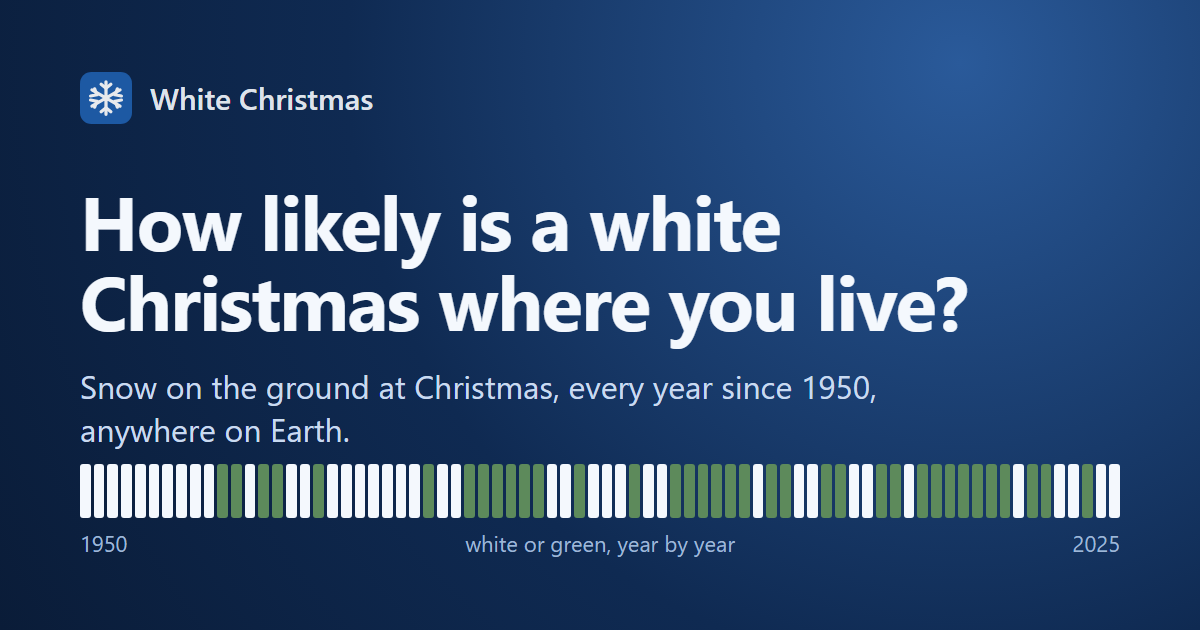 White Christmas
How likely is a white
Christmas where you live?
Snow on the ground at Christmas, every year since 1950,
anywhere on Earth.
1950 white or green, year by year 2025